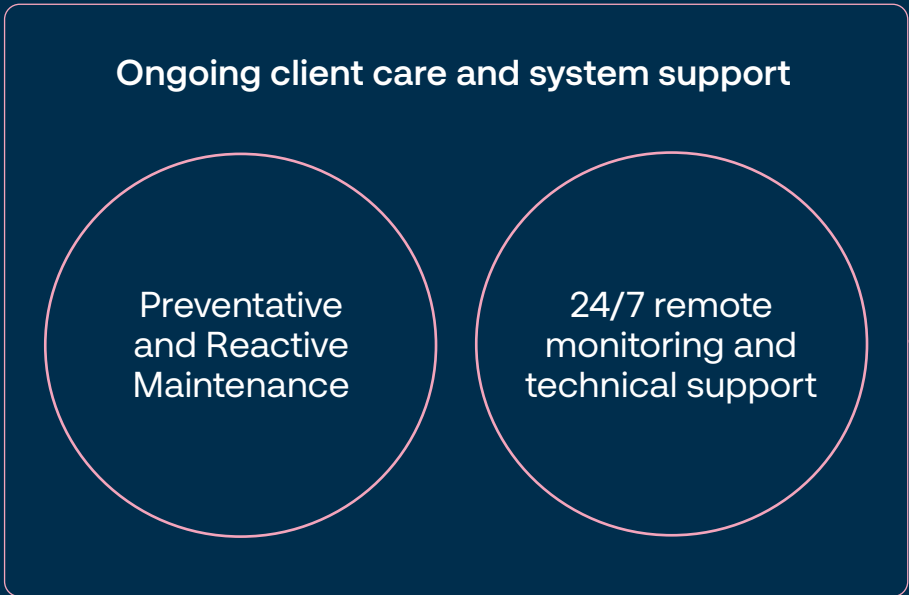 Ongoing client care and system support
Preventative
and Reactive
Maintenance
24/7 remote
monitoring and
technical support